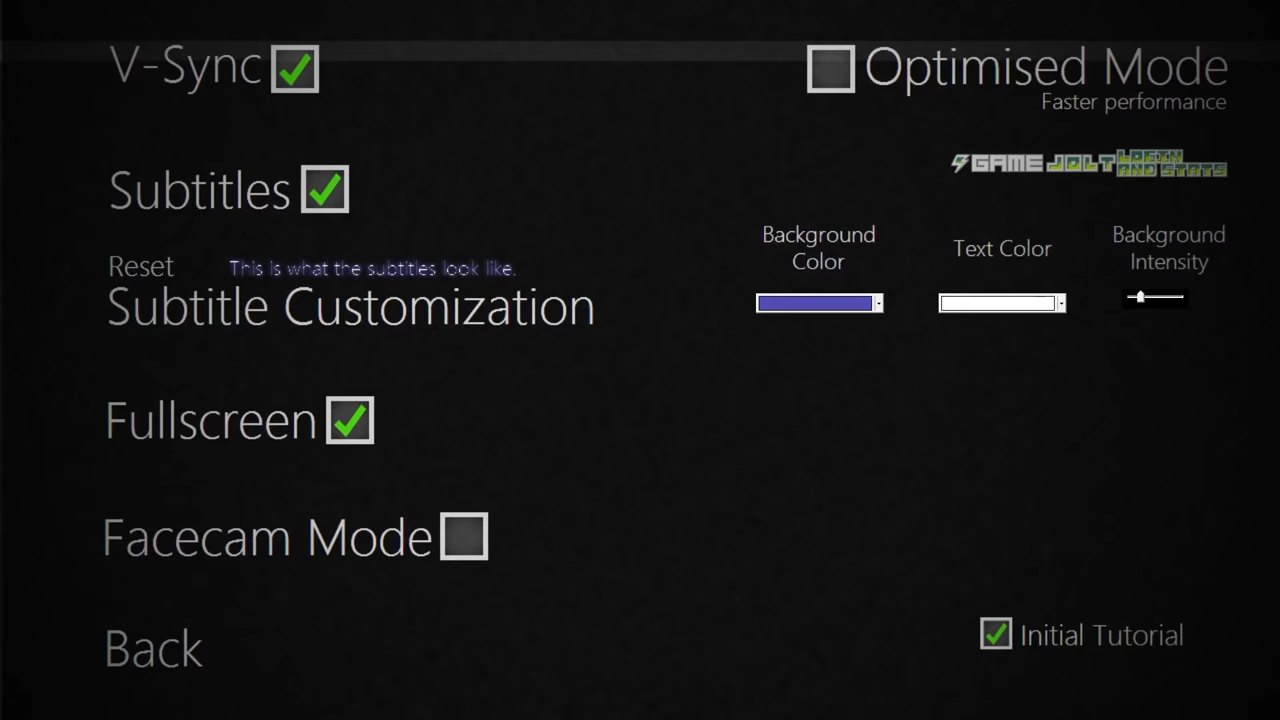 V-Sync
Optimised Mode
Faster performance
GAME JOLT LOGIN
AND STATS
Subtitles
Background
Color
Text Color
Background
Intensity
Reset
This is what the subtitles look like.
Subtitle Customization
Fullscreen
Facecam Mode
Back
Initial Tutorial